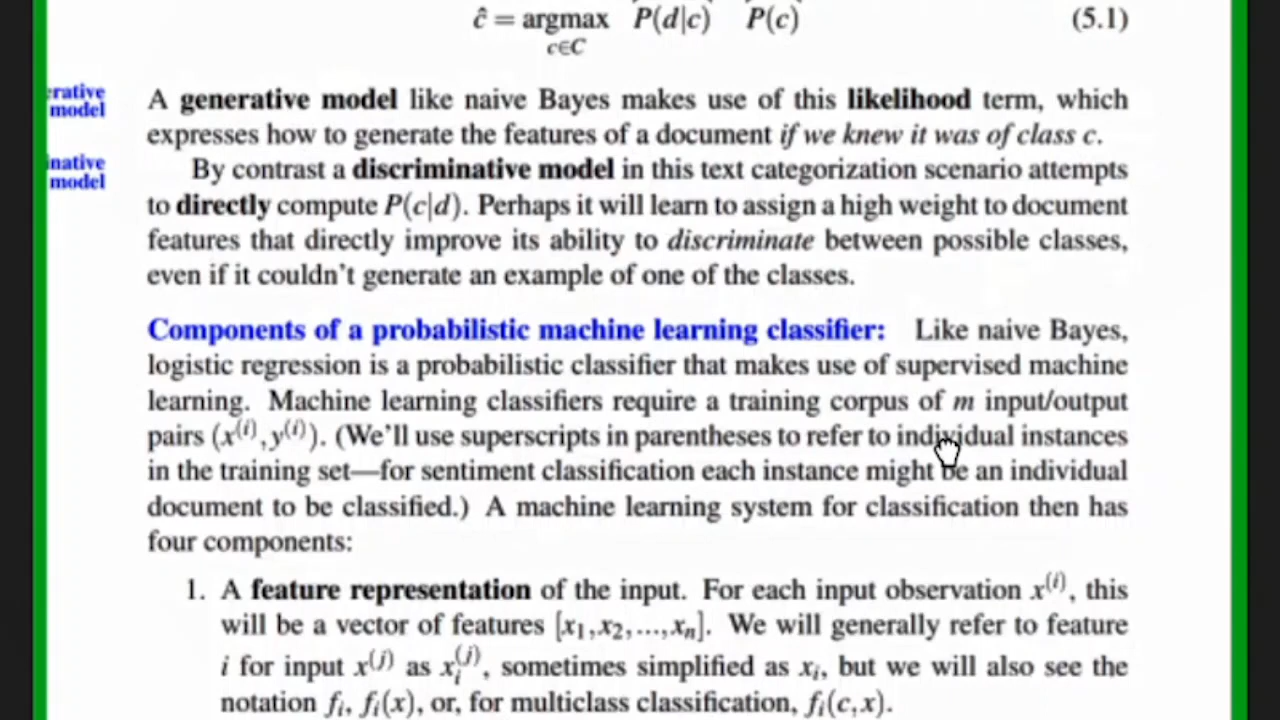 ĉ = argmax P(d|c) P(c) (5.1)
c∈C
erative
model
A generative model like naive Bayes makes use of this likelihood term, which
expresses how to generate the features of a document if we knew it was of class c.
native
model
By contrast a discriminative model in this text categorization scenario attempts
to directly compute P(c|d). Perhaps it will learn to assign a high weight to document
features that directly improve its ability to discriminate between possible classes,
even if it couldn't generate an example of one of the classes.
Components of a probabilistic machine learning classifier: Like naive Bayes,
logistic regression is a probabilistic classifier that makes use of supervised machine
learning. Machine learning classifiers require a training corpus of m input/output
pairs (x⁽ⁱ⁾, y⁽ⁱ⁾). (We'll use superscripts in parentheses to refer to individual instances
in the training set—for sentiment classification each instance might be an individual
document to be classified.) A machine learning system for classification then has
four components:
1. A feature representation of the input. For each input observation x⁽ⁱ⁾, this
will be a vector of features [x₁, x₂, ..., xₙ]. We will generally refer to feature
i for input x⁽ʲ⁾ as xᵢ⁽ʲ⁾, sometimes simplified as xᵢ, but we will also see the
notation fᵢ, fᵢ(x), or, for multiclass classification, fᵢ(c,x).